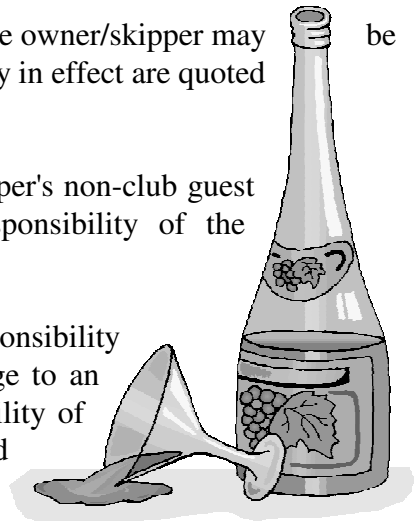 e owner/skipper may be
y in effect are quoted
per's non-club guest
ponsibility of the
onsibility
ge to an
ility of
d